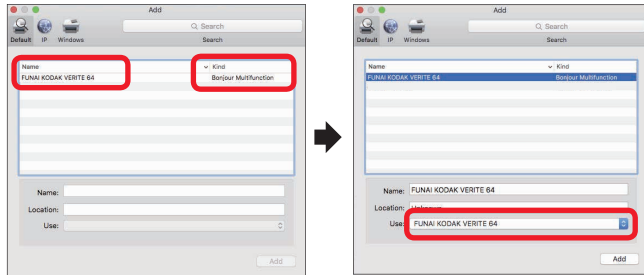 Add
Q Search
Default IP Windows Search
Name Kind
FUNAI KODAK VERITE 64 Bonjour Multifunction
Name:
Location:
Use:
Add
Add
Q Search
Default IP Windows Search
Name Kind
FUNAI KODAK VERITE 64 Bonjour Multifunction
Name: FUNAI KODAK VERITE 64
Location:
Use: FUNAI KODAK VERITE 64
Add